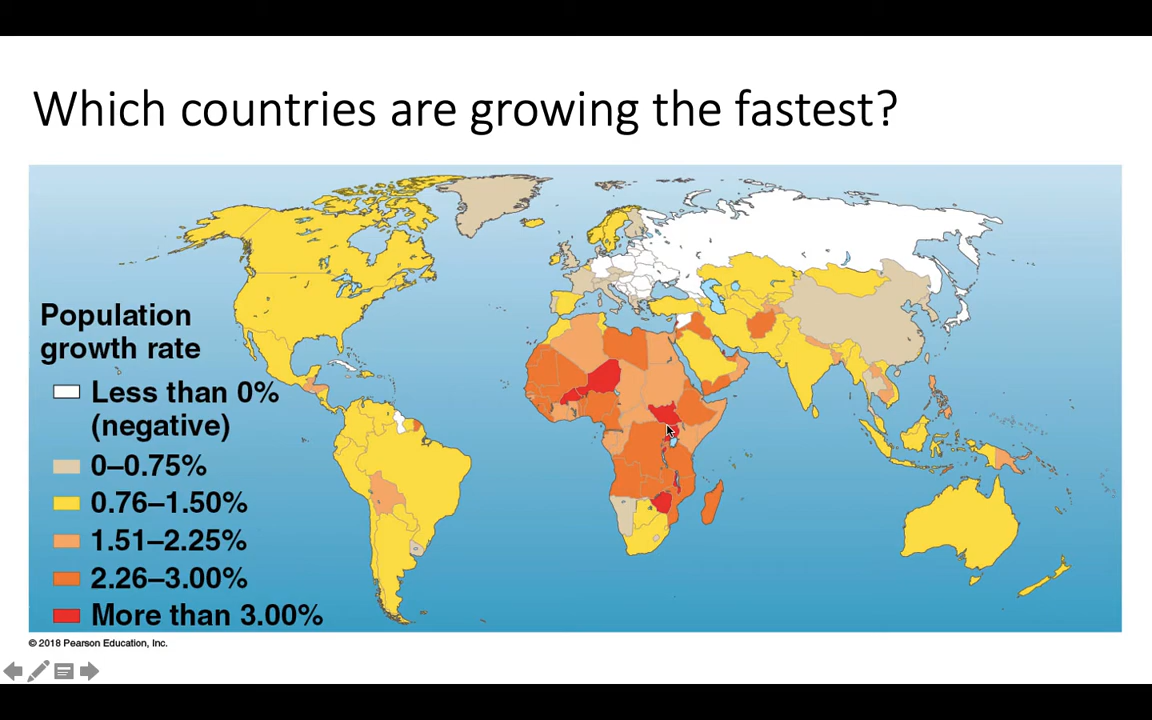 Which countries are growing the fastest?
Population
growth rate
Less than 0%
(negative)
0–0.75%
0.76–1.50%
1.51–2.25%
2.26–3.00%
More than 3.00%
© 2018 Pearson Education, Inc.